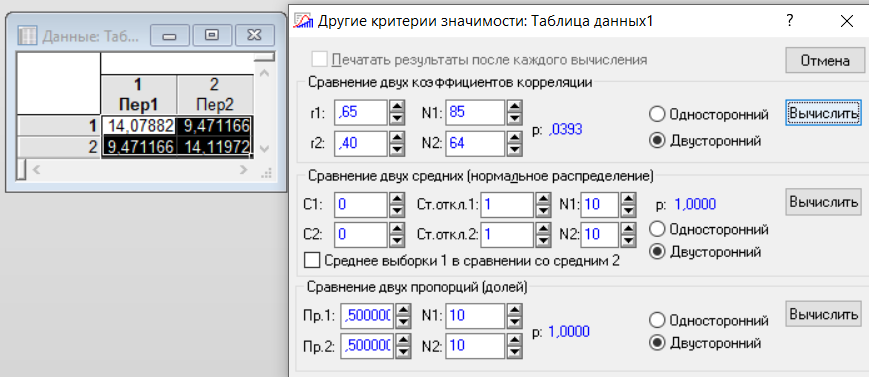 Данные: Таб...
1 2
Пер1 Пер2
1 14,07882 9,471166
2 9,471166 14,11972
Другие критерии значимости: Таблица данных1 ?
Печатать результаты после каждого вычисления Отмена
Сравнение двух коэффициентов корреляции
r1: ,65 N1: 85 Односторонний Вычислить
p: ,0393
r2: ,40 N2: 64 Двусторонний
Сравнение двух средних (нормальное распределение)
С1: 0 Ст.откл.1: 1 N1: 10 p: 1,0000 Вычислить
Односторонний
С2: 0 Ст.откл.2: 1 N2: 10 Двусторонний
Среднее выборки 1 в сравнении со средним 2
Сравнение двух пропорций (долей)
Пр.1: ,500000 N1: 10 Односторонний Вычислить
p: 1,0000
Пр.2: ,500000 N2: 10 Двусторонний